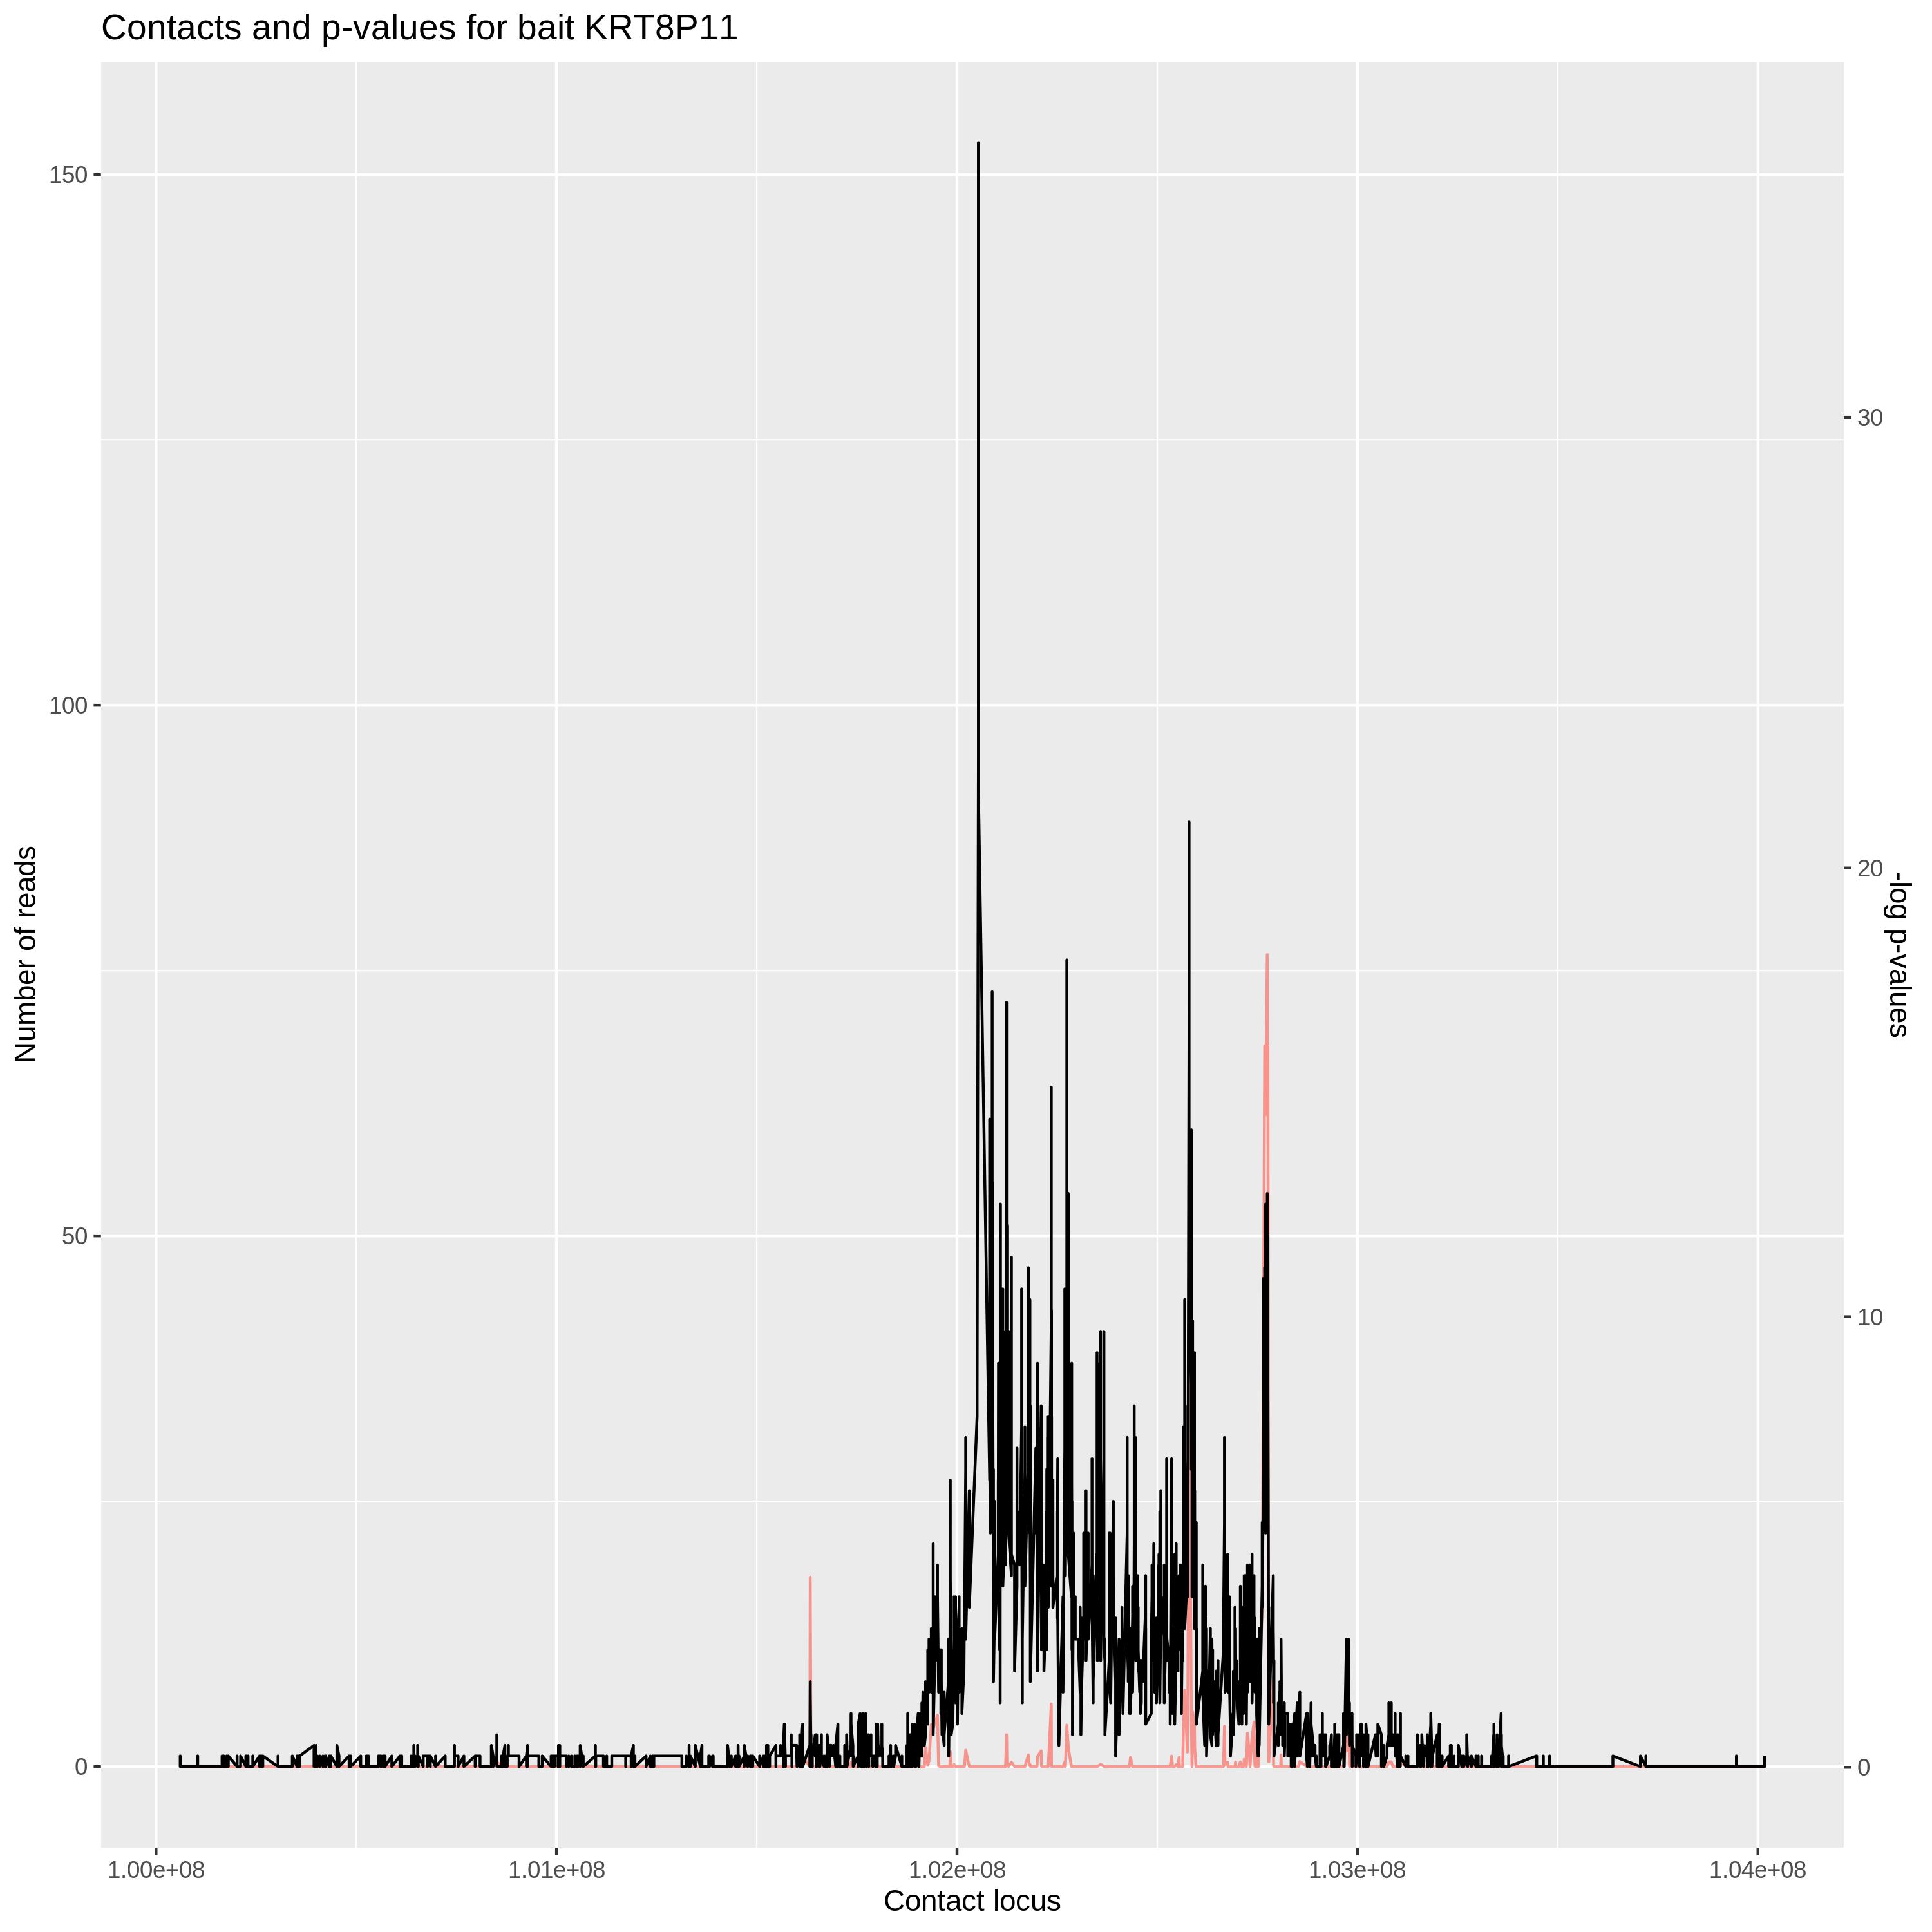 Contacts and p-values for bait KRT8P11
150
100
50
0
30
20
10
0
Number of reads
-log p-values
1.00e+08 1.01e+08 1.02e+08 1.03e+08 1.04e+08
Contact locus